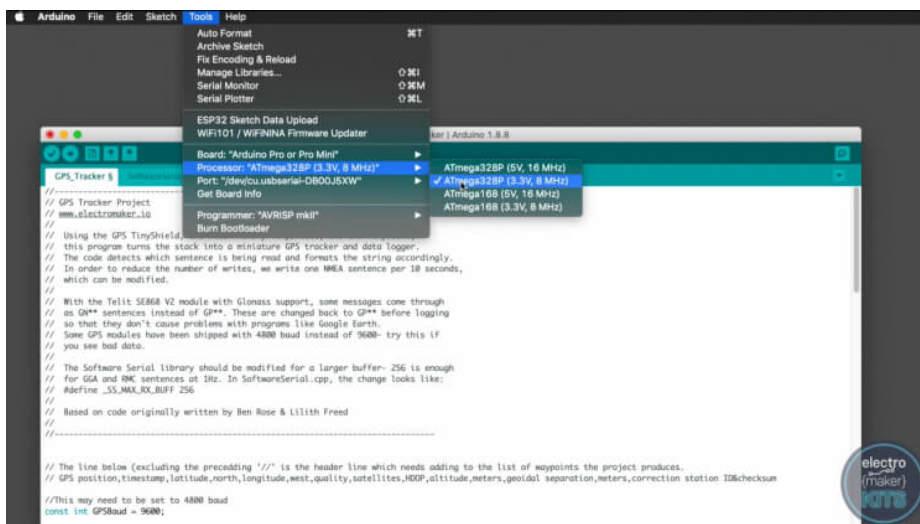 Arduino File Edit Sketch Tools Help
Auto Format ⌘T
Archive Sketch
Fix Encoding & Reload
Manage Libraries... ⇧⌘I
Serial Monitor ⇧⌘M
Serial Plotter ⇧⌘L
ESP32 Sketch Data Upload
WiFi101 / WiFiNINA Firmware Updater
Board: "Arduino Pro or Pro Mini"
Processor: "ATmega328P (3.3V, 8 MHz)"
Port: "/dev/cu.usbserial-DB00J5XW"
Get Board Info
Programmer: "AVRISP mkII"
Burn Bootloader
ATmega328P (5V, 16 MHz)
✓ ATmega328P (3.3V, 8 MHz)
ATmega168 (5V, 16 MHz)
ATmega168 (3.3V, 8 MHz)
ker | Arduino 1.8.8
GPS_Tracker §
// GPS Tracker Project
// www.electromaker.io
//
// Using the GPS TinyShield,
// this program turns the stack into a miniature GPS tracker and data logger.
// The code detects which sentence is being read and formats the string accordingly.
// In order to reduce the number of writes, we write one NMEA sentence per 10 seconds,
// which can be modified.
//
// With the Telit SE868 V2 module with Glonass support, some messages come through
// as GN** sentences instead of GP**. These are changed back to GP** before logging
// so that they don't cause problems with programs like Google Earth.
// Some GPS modules have been shipped with 4800 baud instead of 9600- try this if
// you see bad data.
//
// The Software Serial library should be modified for a larger buffer- 256 is enough
// for GGA and RMC sentences at 1Hz. In SoftwareSerial.cpp, the change looks like:
// #define _SS_MAX_RX_BUFF 256
//
// Based on code originally written by Ben Rose & Lilith Freed
//
//------------------------------------------------------------------------------
// The line below (excluding the precedding '//' is the header line which needs adding to the list of waypoints the project produces.
// GPS position,timestamp,latitude,north,longitude,west,quality,satellites,HDOP,altitude,meters,geoidal separation,meters,correction station ID&checksum
//This may need to be set to 4800 baud
const int GPSBaud = 9600;
electro
{maker}
KITS